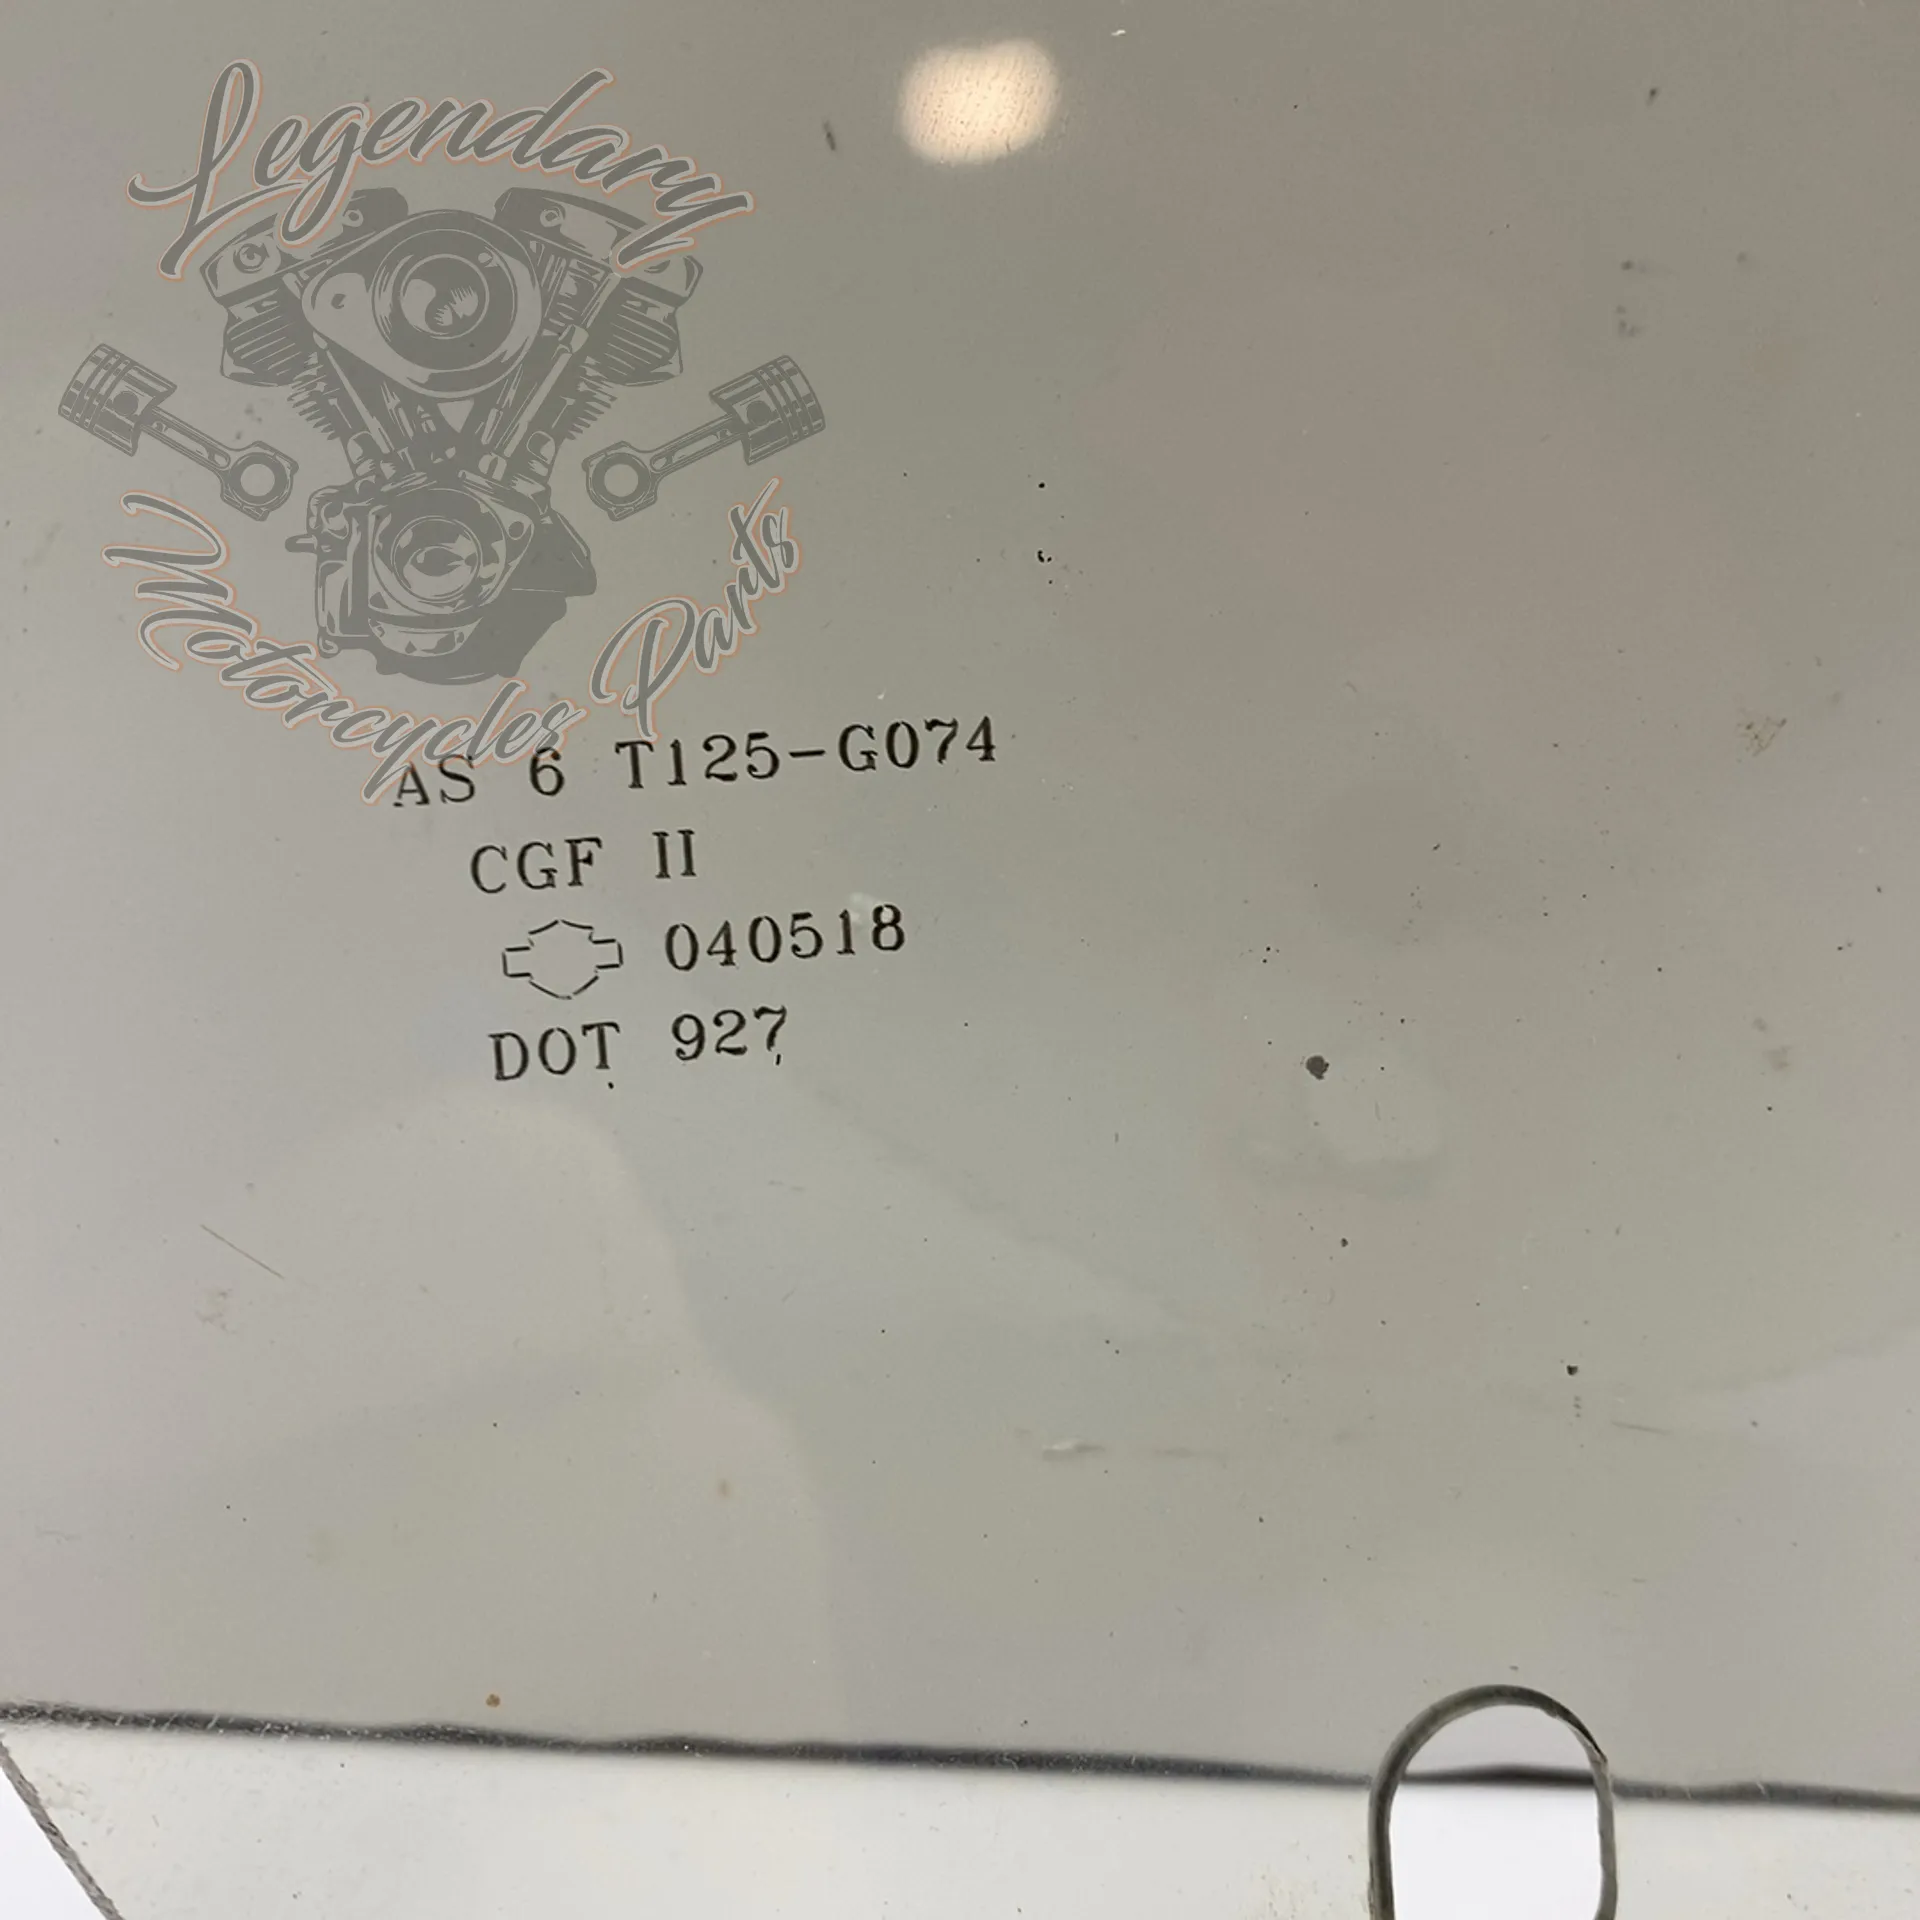 Legendary
Motorcycles Parts
AS 6 T125-G074
CGF II
040518
DOT 927